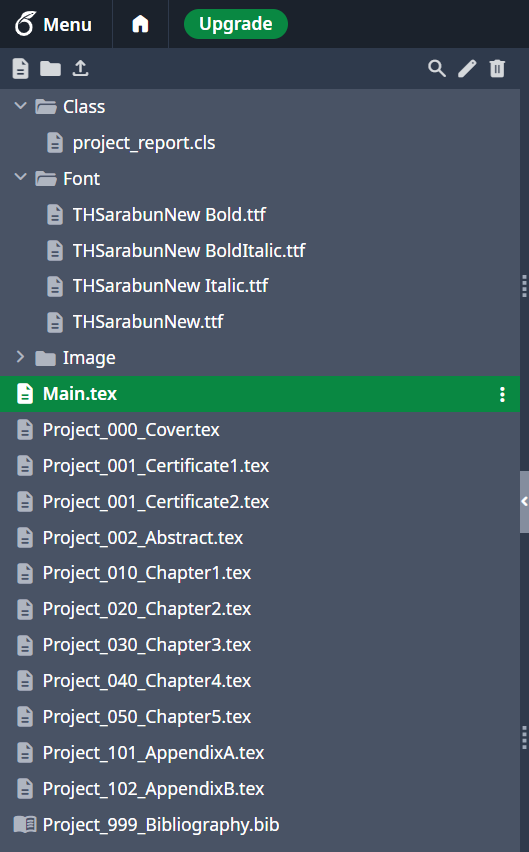 Menu
Upgrade
Class
project_report.cls
Font
THSarabunNew Bold.ttf
THSarabunNew BoldItalic.ttf
THSarabunNew Italic.ttf
THSarabunNew.ttf
Image
Main.tex
Project_000_Cover.tex
Project_001_Certificate1.tex
Project_001_Certificate2.tex
Project_002_Abstract.tex
Project_010_Chapter1.tex
Project_020_Chapter2.tex
Project_030_Chapter3.tex
Project_040_Chapter4.tex
Project_050_Chapter5.tex
Project_101_AppendixA.tex
Project_102_AppendixB.tex
Project_999_Bibliography.bib